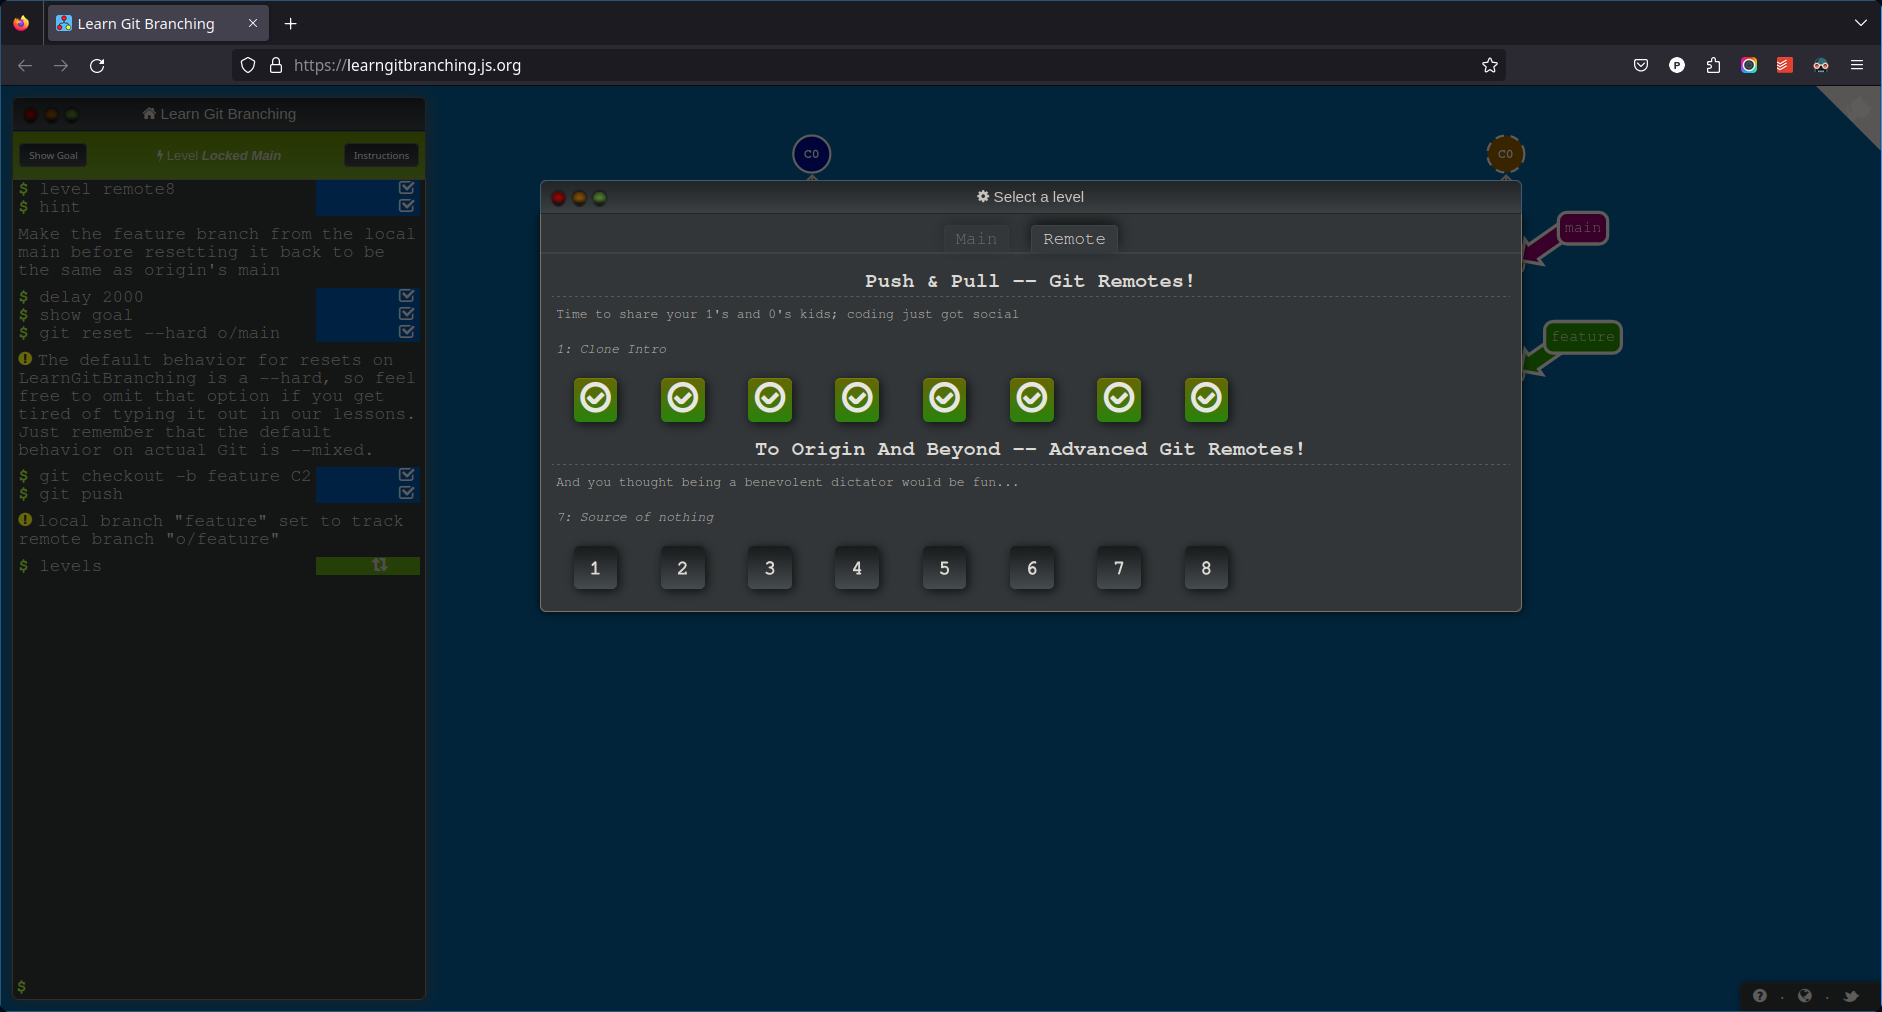 Learn Git Branching
https://learngitbranching.js.org
Learn Git Branching
Show Goal
Level Locked Main
Instructions
$ level remote8
$ hint
Make the feature branch from the local
main before resetting it back to be
the same as origin's main
$ delay 2000
$ show goal
$ git reset --hard o/main
The default behavior for resets on
LearnGitBranching is a --hard, so feel
free to omit that option if you get
tired of typing it out in our lessons.
Just remember that the default
behavior on actual Git is --mixed.
$ git checkout -b feature C2
$ git push
local branch "feature" set to track
remote branch "o/feature"
$ levels
$
C0
C0
main
feature
Select a level
Main
Remote
Push & Pull -- Git Remotes!
Time to share your 1's and 0's kids; coding just got social
1: Clone Intro
To Origin And Beyond -- Advanced Git Remotes!
And you thought being a benevolent dictator would be fun...
7: Source of nothing
1 2 3 4 5 6 7 8